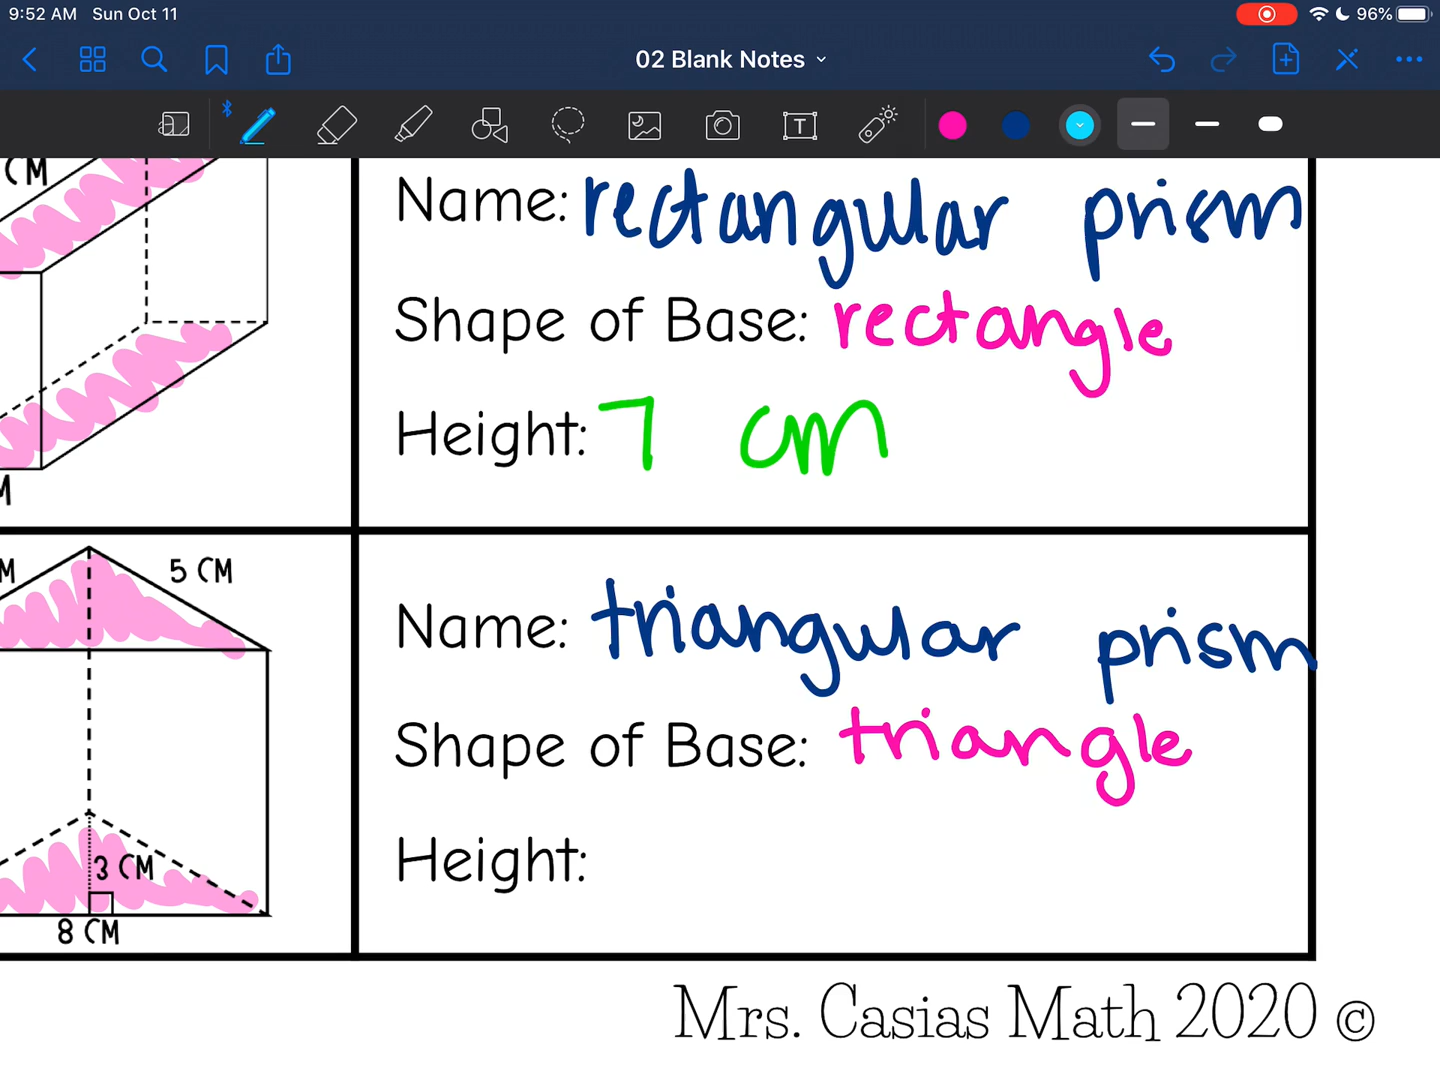 9:52 AM Sun Oct 11
96%
02 Blank Notes
T
CM
Name: rectangular prism
Shape of Base: rectangle
Height: 7 cm
M
M
5 CM
Name: triangular prism
Shape of Base: triangle
3 CM
Height:
8 CM
Mrs. Casias Math 2020 ©